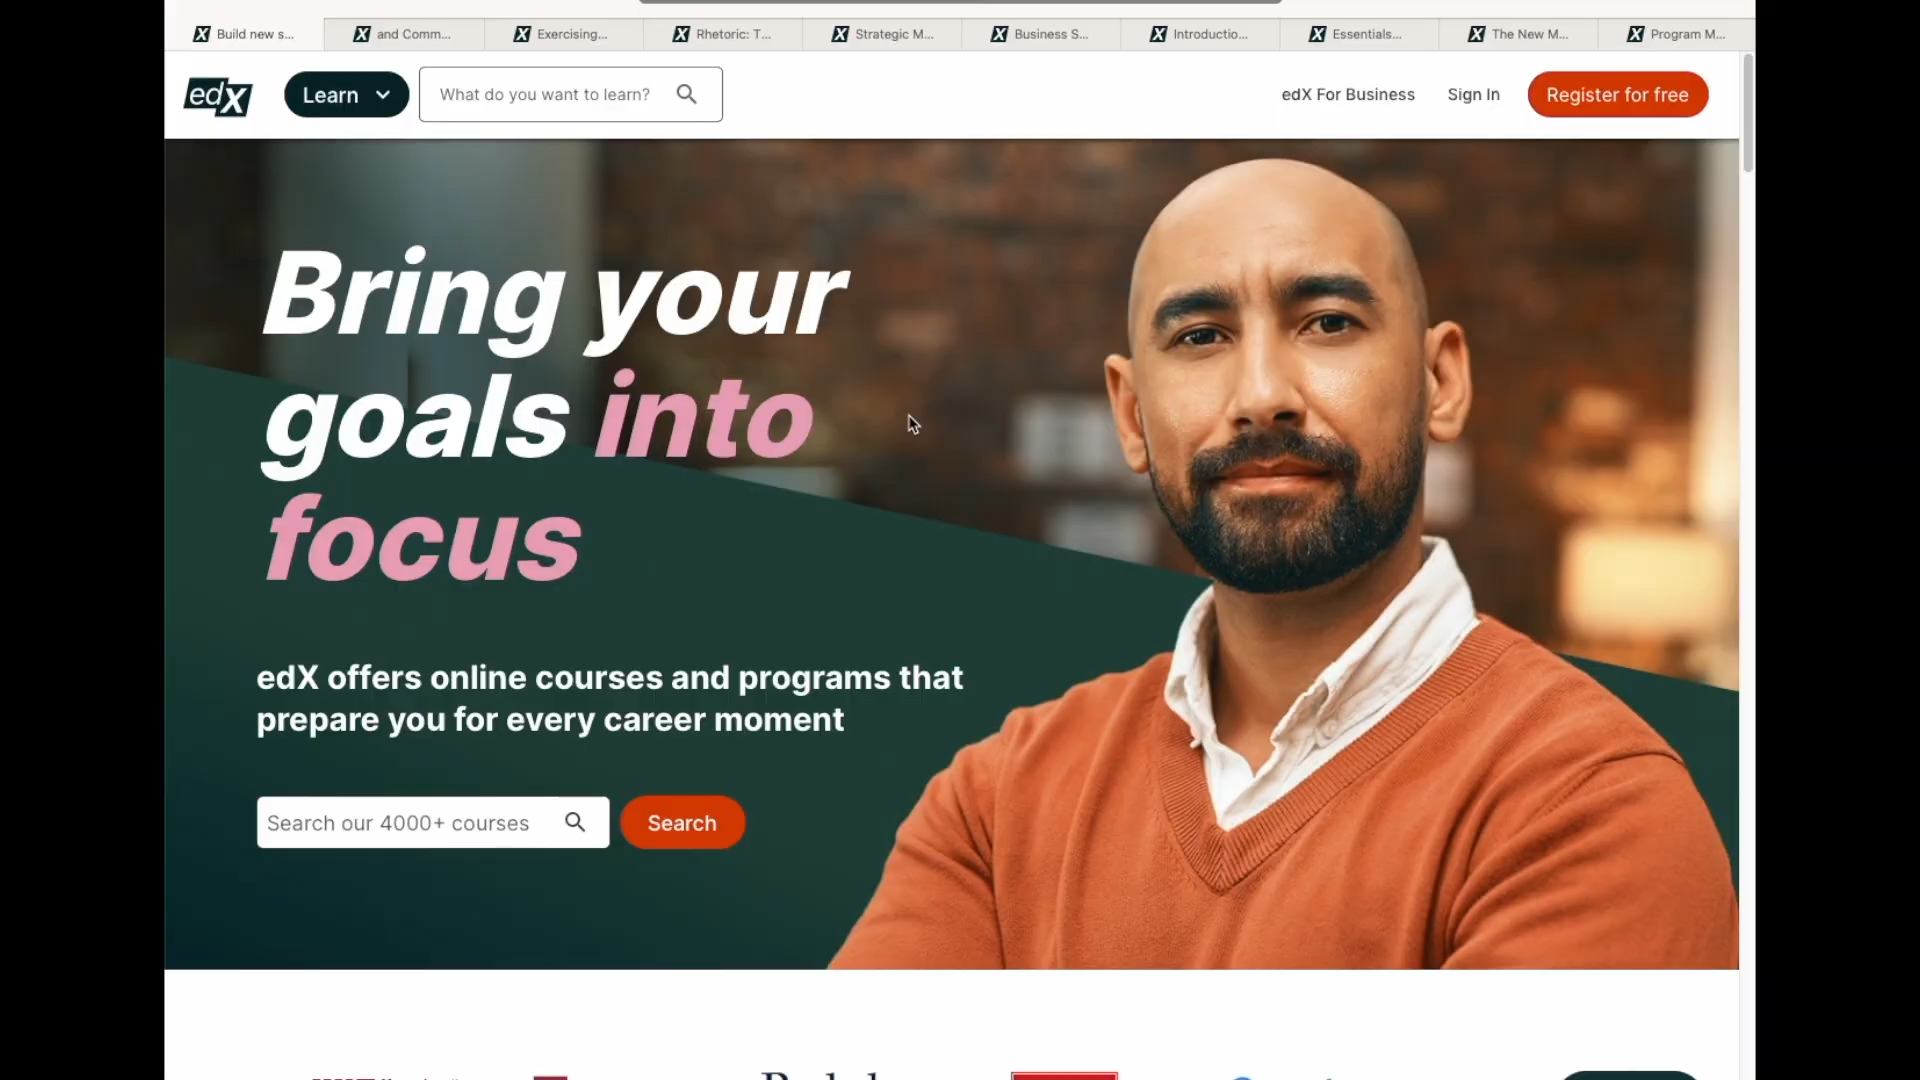 Build new s...
and Comm...
Exercising...
Rhetoric: T...
Strategic M...
Business S...
Introductio...
Essentials...
The New M...
Program M...
edX
Learn
What do you want to learn?
edX For Business
Sign In
Register for free
Bring your
goals into
focus
edX offers online courses and programs that
prepare you for every career moment
Search our 4000+ courses
Search